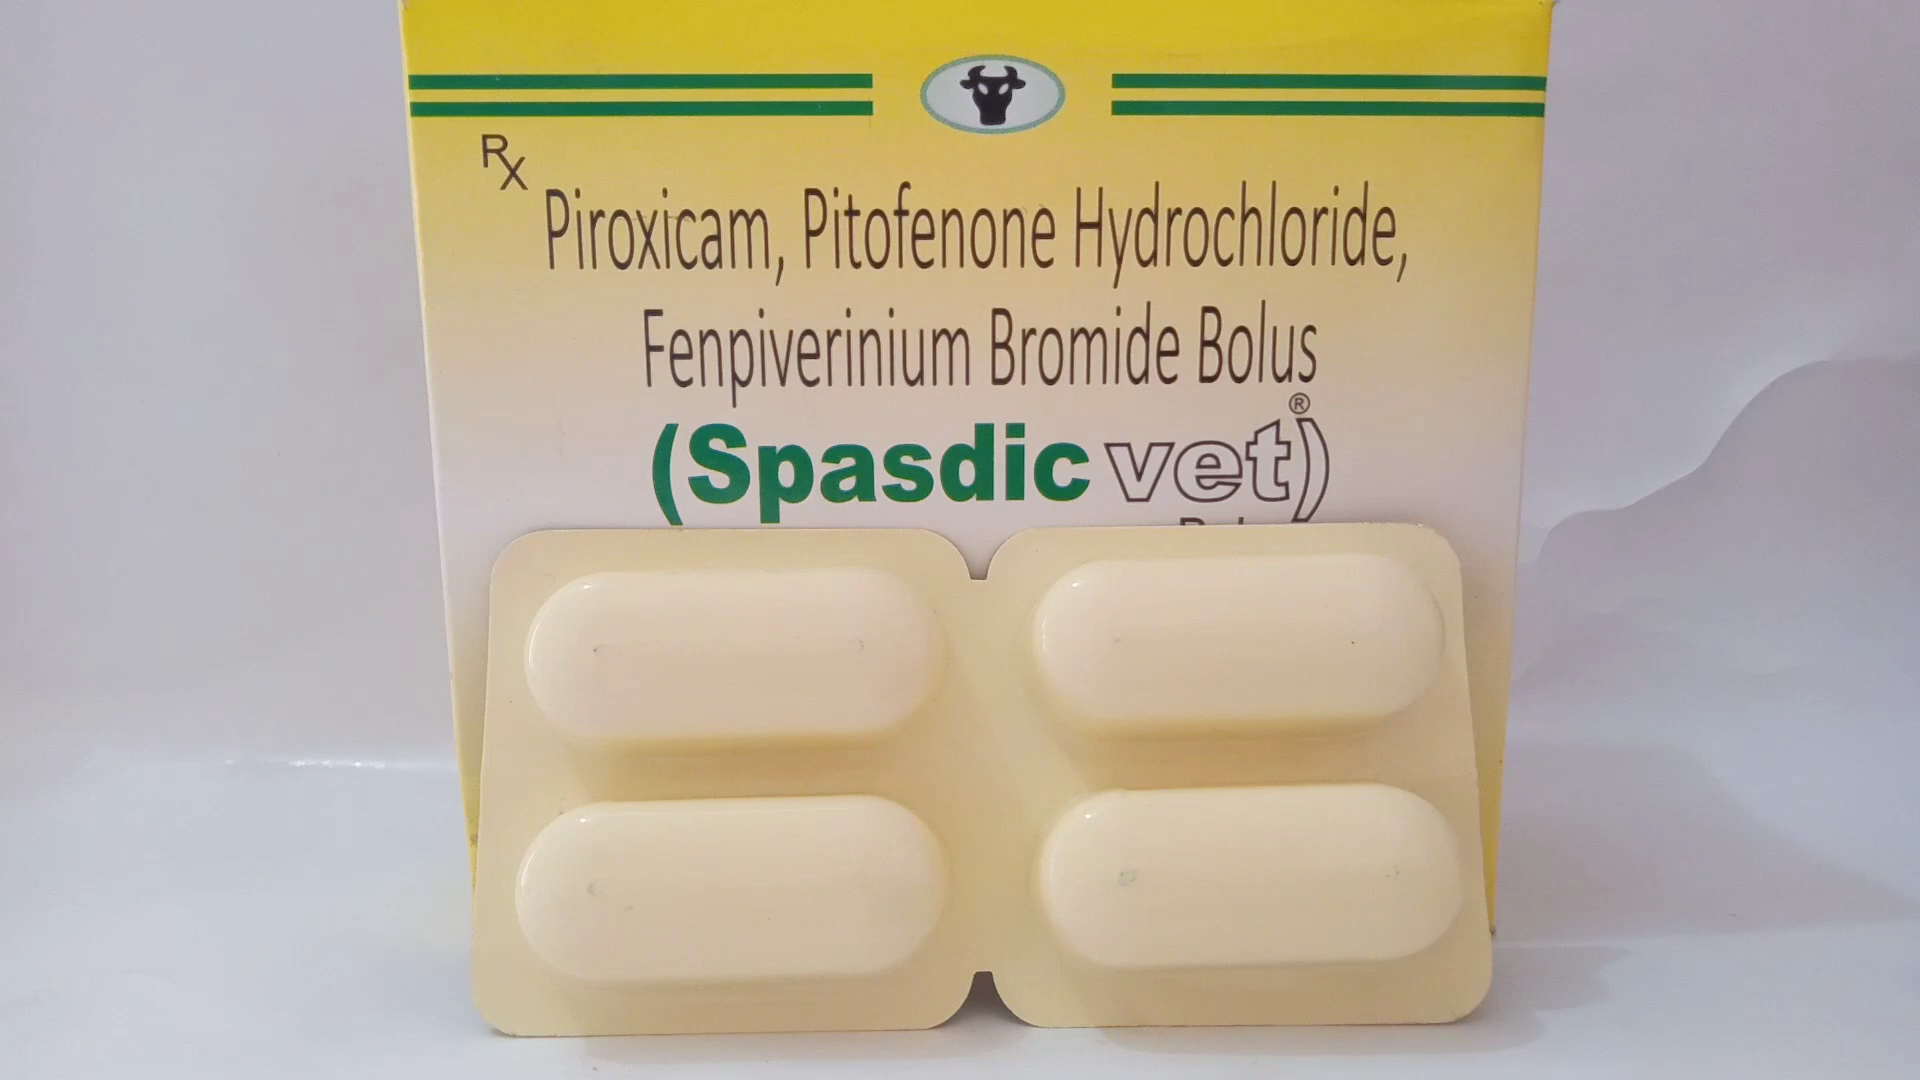 Rx
Piroxicam, Pitofenone Hydrochloride,
Fenpiverinium Bromide Bolus
(Spasdic vet)®